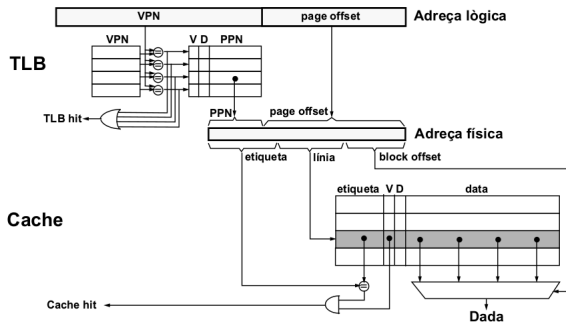 VPN page offset Adreça lògica
VPN V D PPN
TLB
TLB hit
PPN page offset
Adreça física
etiqueta línia block offset
etiqueta V D data
Cache
Cache hit
Dada